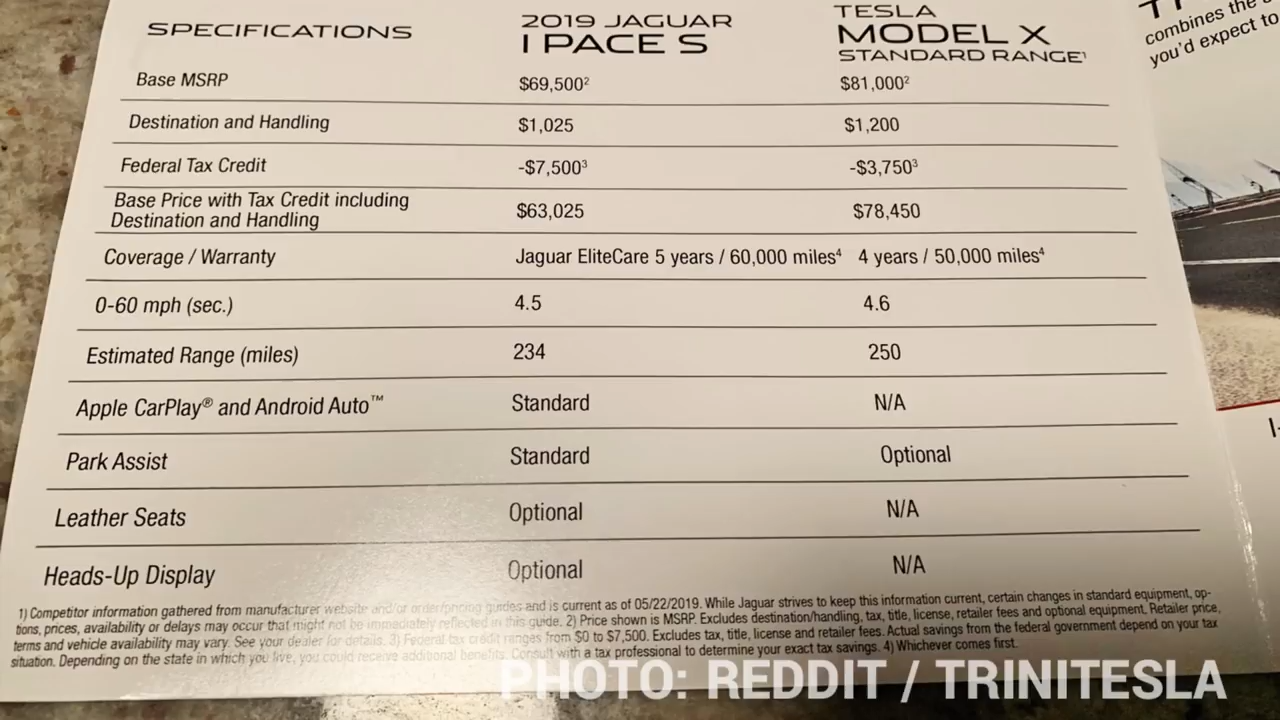 SPECIFICATIONS 2019 JAGUAR I PACE S TESLA MODEL X STANDARD RANGE¹
Base MSRP $69,500² $81,000²
Destination and Handling $1,025 $1,200
Federal Tax Credit -$7,500³ -$3,750³
Base Price with Tax Credit including
Destination and Handling $63,025 $78,450
Coverage / Warranty Jaguar EliteCare 5 years / 60,000 miles⁴ 4 years / 50,000 miles⁴
0-60 mph (sec.) 4.5 4.6
Estimated Range (miles) 234 250
Apple CarPlay® and Android Auto™ Standard N/A
Park Assist Standard Optional
Leather Seats Optional N/A
Heads-Up Display Optional N/A
1) Competitor information gathered from manufacturer website and/or order/pricing guides and is current as of 05/22/2019. While Jaguar strives to keep this information current, certain changes in standard equipment, op-
tions, prices, availability or delays may occur that might not be immediately reflected in this guide. 2) Price shown is MSRP. Excludes destination/handling, tax, title, license, retailer fees and optional equipment. Retailer price,
terms and vehicle availability may vary. See your dealer for details. 3) Federal tax credit ranges from $0 to $7,500. Excludes tax, title, license and retailer fees. Actual savings from the federal government depend on your tax
situation. Depending on the state in which you live, you could receive additional benefits. Consult with a tax professional to determine your exact tax savings. 4) Whichever comes first.
combines the
you'd expect to
PHOTO: REDDIT / TRINITESLA